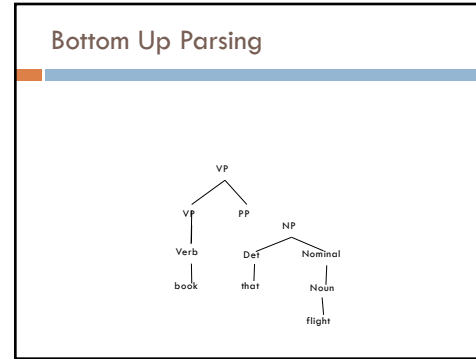 Bottom Up Parsing
VP
VP PP
NP
Verb Det Nominal
book that Noun
flight